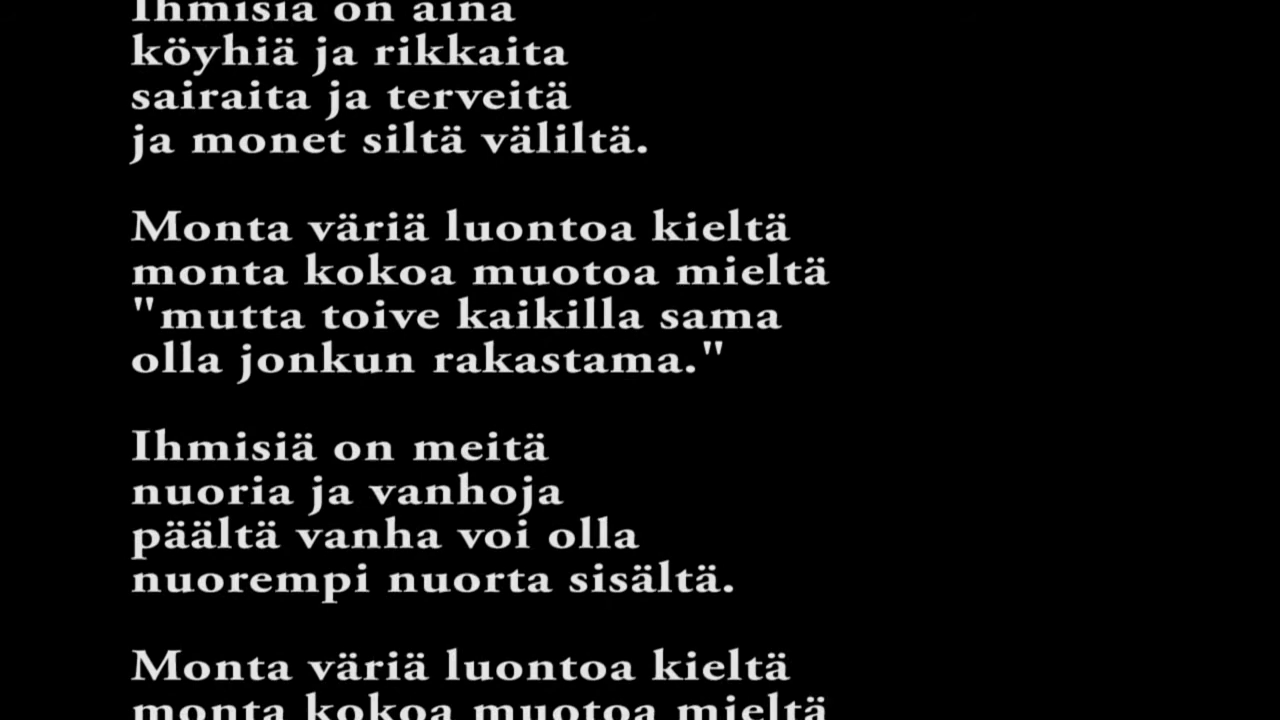 Ihmisiä on aina
köyhiä ja rikkaita
sairaita ja terveitä
ja monet siltä väliltä.
Monta väriä luontoa kieltä
monta kokoa muotoa mieltä
"mutta toive kaikilla sama
olla jonkun rakastama."
Ihmisiä on meitä
nuoria ja vanhoja
päältä vanha voi olla
nuorempi nuorta sisältä.
Monta väriä luontoa kieltä
monta kokoa muotoa mieltä